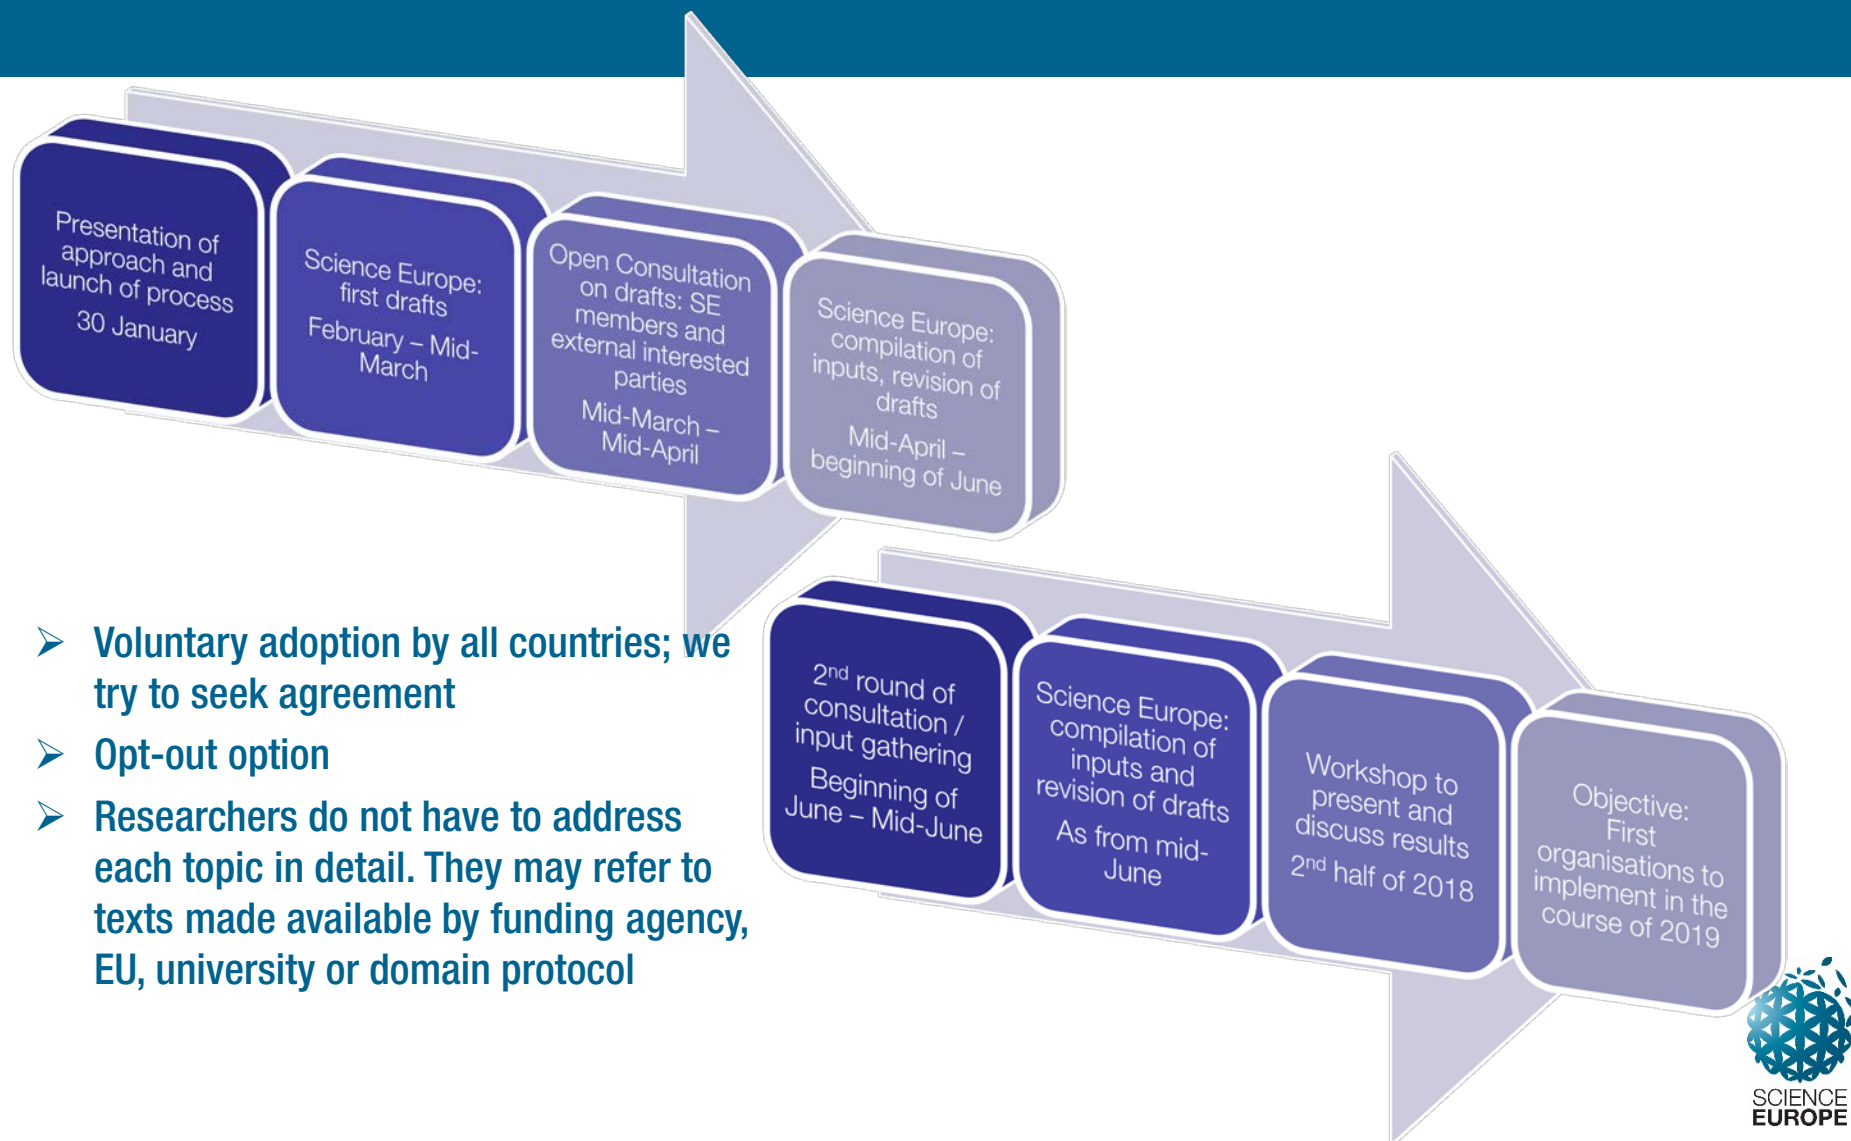 Presentation of
approach and
launch of process
30 January
Science Europe:
first drafts
February – Mid-
March
Open Consultation
on drafts: SE
members and
external interested
parties
Mid-March –
Mid-April
Science Europe:
compilation of
inputs, revision of
drafts
Mid-April –
beginning of June
➢ Voluntary adoption by all countries; we
try to seek agreement
➢ Opt-out option
➢ Researchers do not have to address
each topic in detail. They may refer to
texts made available by funding agency,
EU, university or domain protocol
2nd round of
consultation /
input gathering
Beginning of
June – Mid-June
Science Europe:
compilation of
inputs and
revision of drafts
As from mid-
June
Workshop to
present and
discuss results
2nd half of 2018
Objective:
First
organisations to
implement in the
course of 2019
SCIENCE
EUROPE